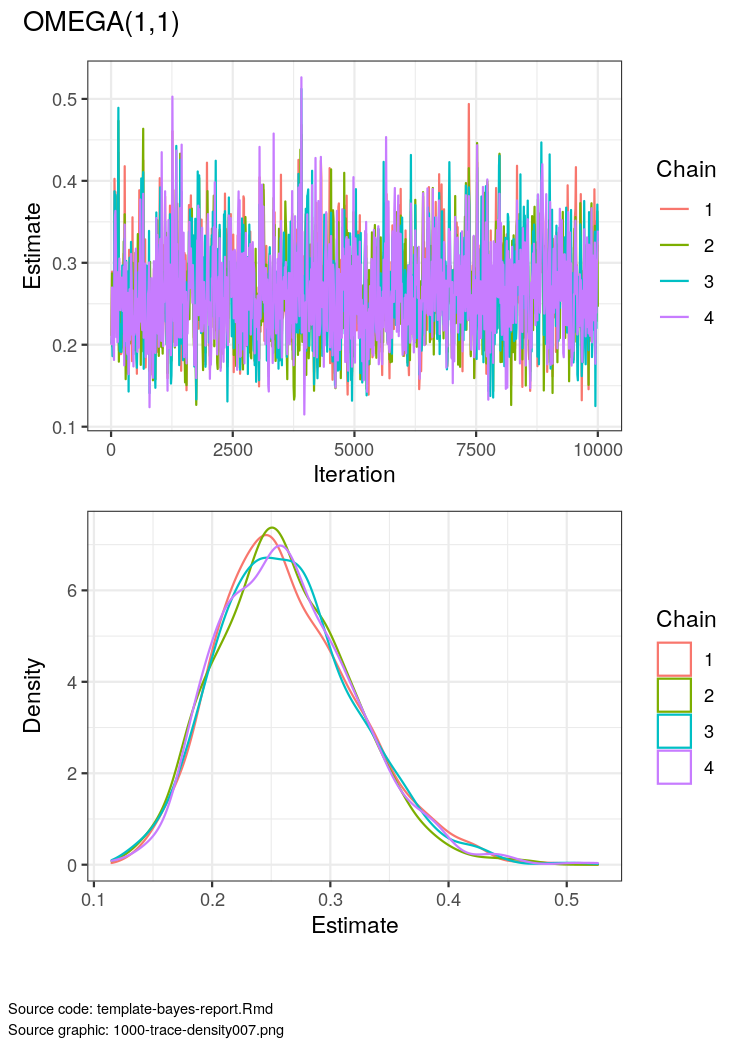 OMEGA(1,1)
0.5
0.4
0.3
0.2
0.1
Estimate
0 2500 5000 7500 10000
Iteration
Chain
1
2
3
4
6
4
2
0
Density
0.1 0.2 0.3 0.4 0.5
Estimate
Chain
1
2
3
4
Source code: template-bayes-report.Rmd
Source graphic: 1000-trace-density007.png